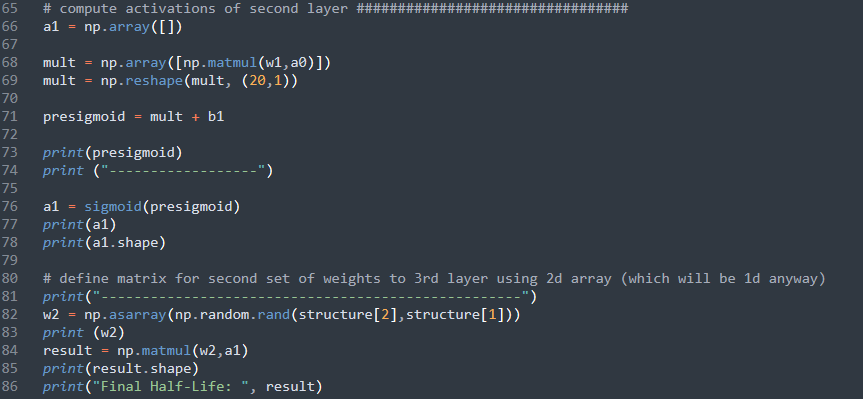 65 # compute activations of second layer #################################
66 a1 = np.array([])
67
68 mult = np.array([np.matmul(w1,a0)])
69 mult = np.reshape(mult, (20,1))
70
71 presigmoid = mult + b1
72
73 print(presigmoid)
74 print ("------------------")
75
76 a1 = sigmoid(presigmoid)
77 print(a1)
78 print(a1.shape)
79
80 # define matrix for second set of weights to 3rd layer using 2d array (which will be 1d anyway)
81 print("---------------------------------------------------")
82 w2 = np.asarray(np.random.rand(structure[2],structure[1]))
83 print (w2)
84 result = np.matmul(w2,a1)
85 print(result.shape)
86 print("Final Half-Life: ", result)